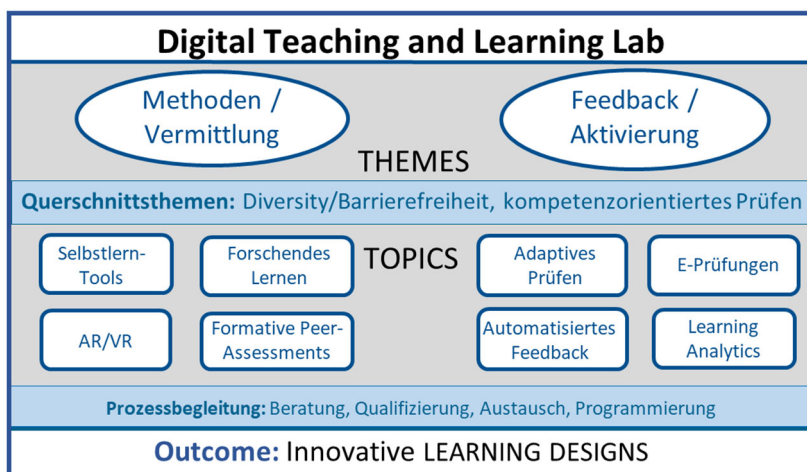 Digital Teaching and Learning Lab
Methoden /
Vermittlung
Feedback /
Aktivierung
THEMES
Querschnittsthemen: Diversity/Barrierefreiheit, kompetenzorientiertes Prüfen
Selbstlern-
Tools
Forschendes
Lernen
TOPICS
Adaptives
Prüfen
E-Prüfungen
AR/VR
Formative Peer-
Assessments
Automatisiertes
Feedback
Learning
Analytics
Prozessbegleitung: Beratung, Qualifizierung, Austausch, Programmierung
Outcome: Innovative LEARNING DESIGNS